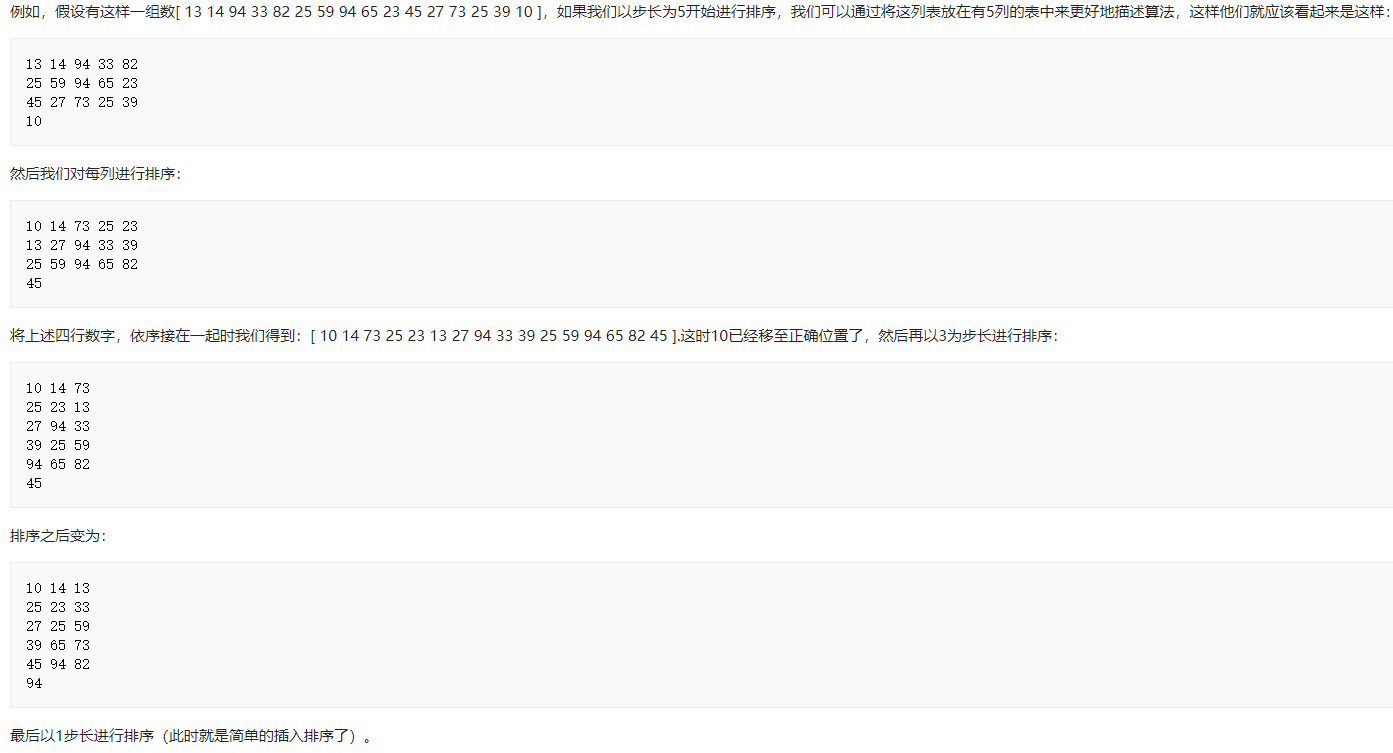 例如，假设有这样一组数[ 13 14 94 33 82 25 59 94 65 23 45 27 73 25 39 10 ]，如果我们以步长为5开始进行排序，我们可以通过将这列表放在有5列的表中来更好地描述算法，这样他们就应该看起来是这样：
13 14 94 33 82
25 59 94 65 23
45 27 73 25 39
10
然后我们对每列进行排序：
10 14 73 25 23
13 27 94 33 39
25 59 94 65 82
45
将上述四行数字，依序接在一起时我们得到：[ 10 14 73 25 23 13 27 94 33 39 25 59 94 65 82 45 ].这时10已经移至正确位置了，然后再以3为步长进行排序：
10 14 73
25 23 13
27 94 33
39 25 59
94 65 82
45
排序之后变为：
10 14 13
25 23 33
27 25 59
39 65 73
45 94 82
94
最后以1步长进行排序（此时就是简单的插入排序了）。